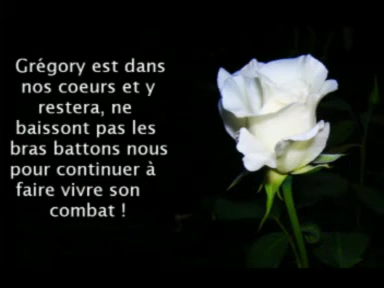 Grégory est dans
nos coeurs et y
restera, ne
baissont pas les
bras battons nous
pour continuer à
faire vivre son
combat !